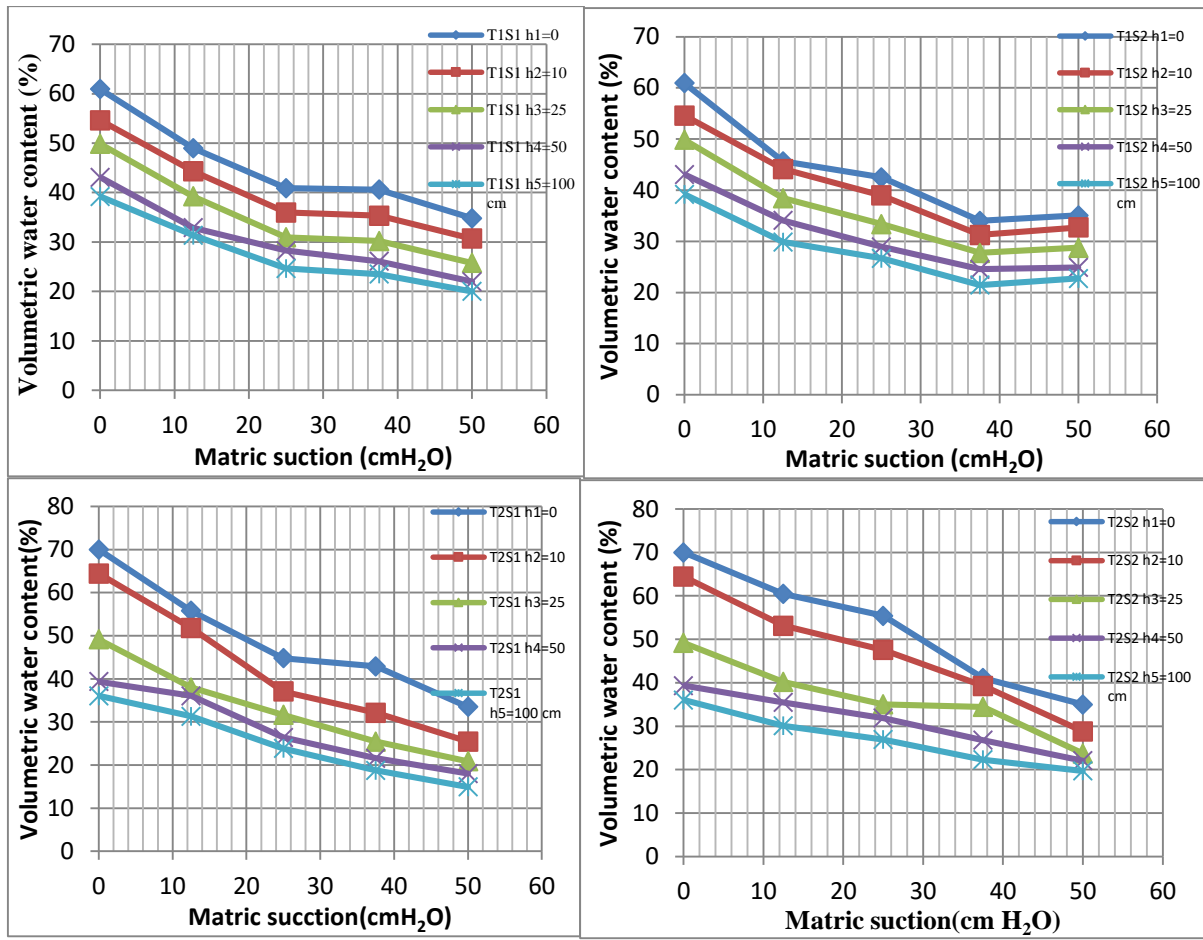 Volumetric water content (%)
70
60
50
40
30
20
10
0
0 10 20 30 40 50 60
Matric suction (cmH₂O)
T1S1 h1=0
T1S1 h2=10
T1S1 h3=25
T1S1 h4=50
T1S1 h5=100
cm
Volumetric water content (%)
70
60
50
40
30
20
10
0
0 10 20 30 40 50 60
Matric suction (cmH₂O)
T1S2 h1=0
T1S2 h2=10
T1S2 h3=25
T1S2 h4=50
T1S2 h5=100
cm
Volumetric water content(%)
80
70
60
50
40
30
20
10
0
0 10 20 30 40 50 60
Matric sucction(cmH₂O)
T2S1 h1=0
T2S1 h2=10
T2S1 h3=25
T2S1 h4=50
T2S1
h5=100 cm
Volumetric water content (%)
80
70
60
50
40
30
20
10
0
0 10 20 30 40 50 60
Matric suction(cm H₂O)
T2S2 h1=0
T2S2 h2=10
T2S2 h3=25
T2S2 h4=50
T2S2 h5=100
cm